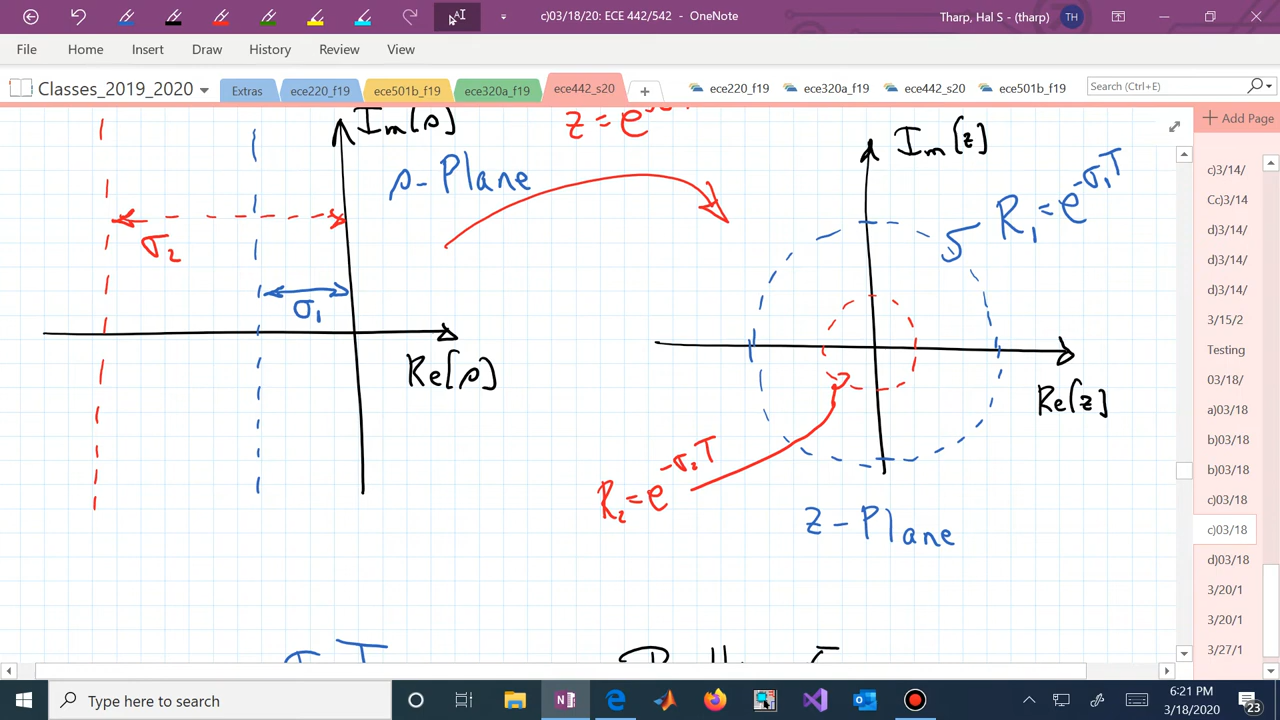 c)03/18/20: ECE 442/542 - OneNote
Tharp, Hal S - (tharp)
TH
File Home Insert Draw History Review View
Classes_2019_2020
Extras
ece220_f19
ece501b_f19
ece320a_f19
ece442_s20
ece220_f19
ece320a_f19
ece442_s20
ece501b_f19
Search (Ctrl+E)
Add Page
c)3/14/
Cc)3/14
d)3/14/
d)3/14/
d)3/14/
3/15/2
Testing
03/18/
a)03/18
b)03/18
b)03/18
c)03/18
c)03/18
d)03/18
3/20/1
3/20/1
3/27/1
Im[s]
s-Plane
σ₂
σ₁
Re[s]
Im[z]
R₁ = e^-σ₁T
Re[z]
R₂ = e^-σ₂T
z-Plane
Type here to search
6:21 PM
3/18/2020
23